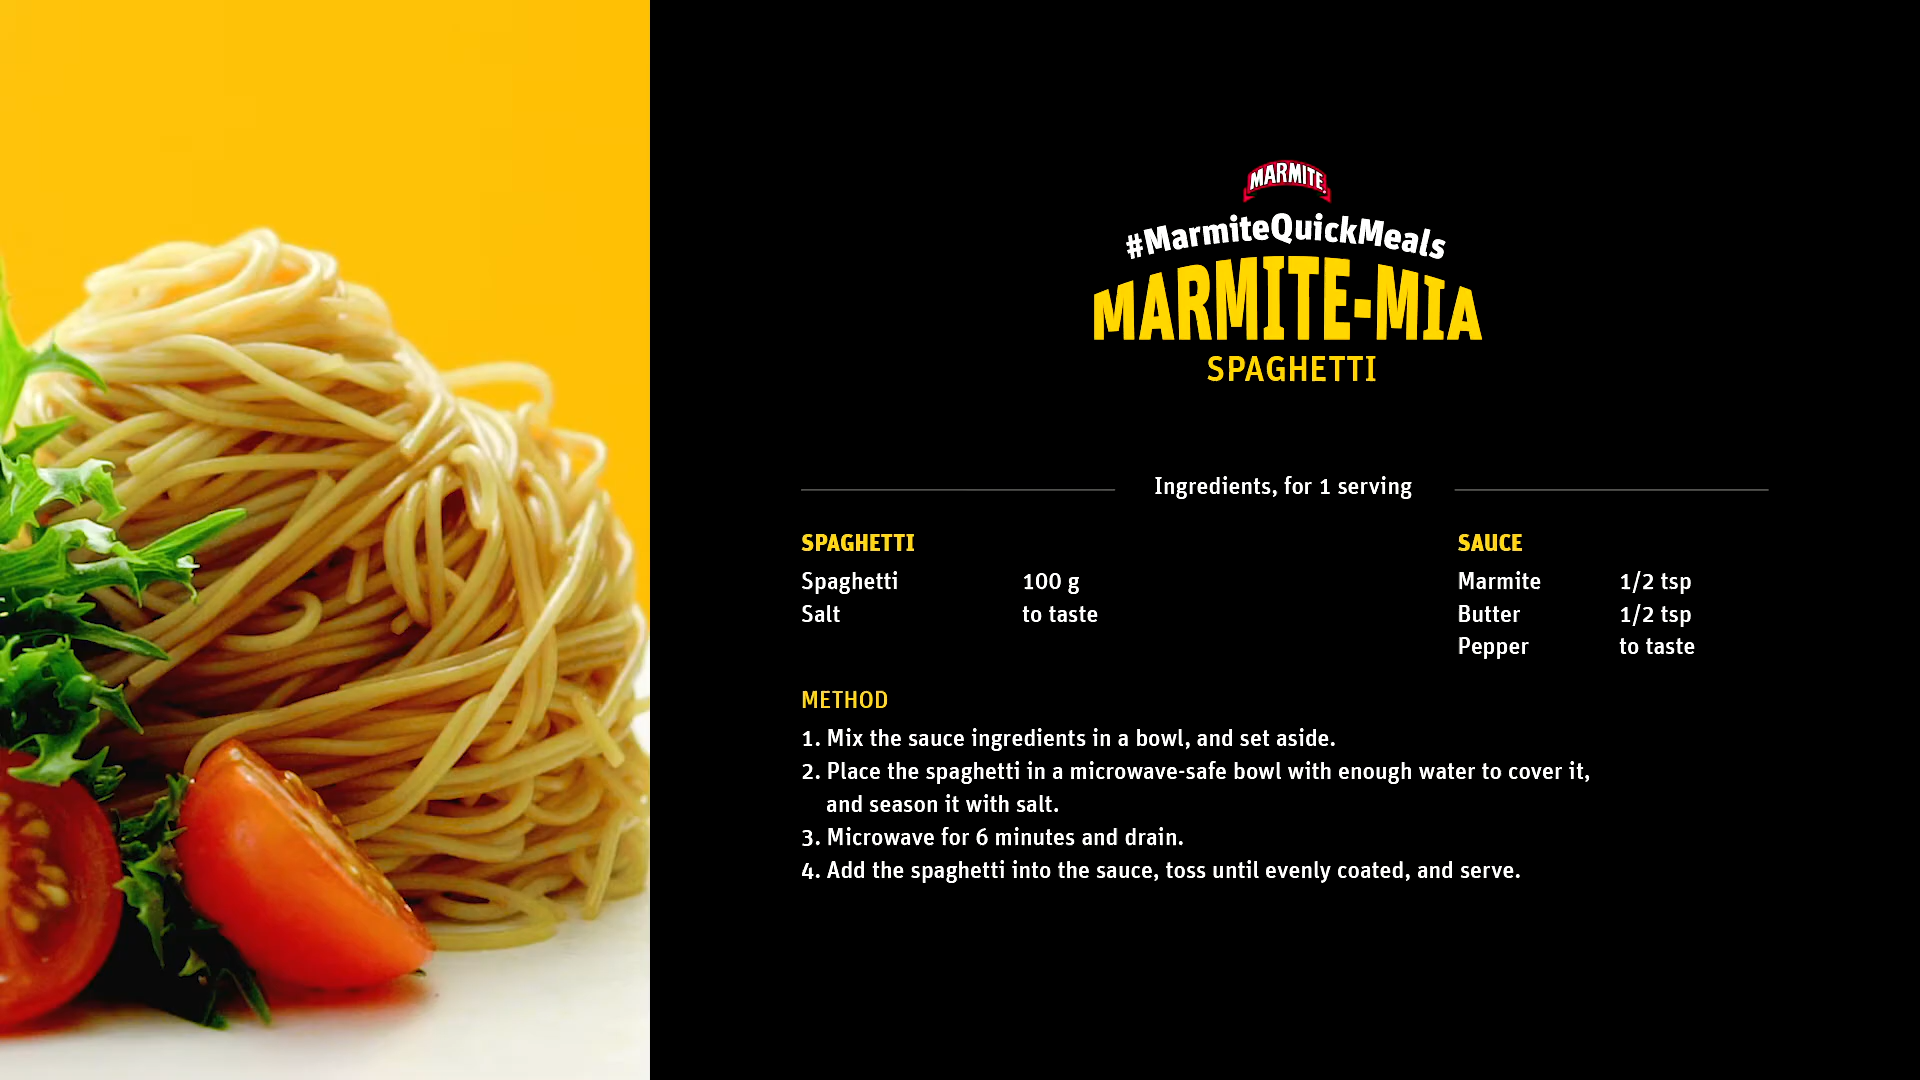 MARMITE
#MarmiteQuickMeals
MARMITE-MIA
SPAGHETTI
Ingredients, for 1 serving
SPAGHETTI
Spaghetti 100 g
Salt to taste
SAUCE
Marmite 1/2 tsp
Butter 1/2 tsp
Pepper to taste
METHOD
1. Mix the sauce ingredients in a bowl, and set aside.
2. Place the spaghetti in a microwave-safe bowl with enough water to cover it,
and season it with salt.
3. Microwave for 6 minutes and drain.
4. Add the spaghetti into the sauce, toss until evenly coated, and serve.